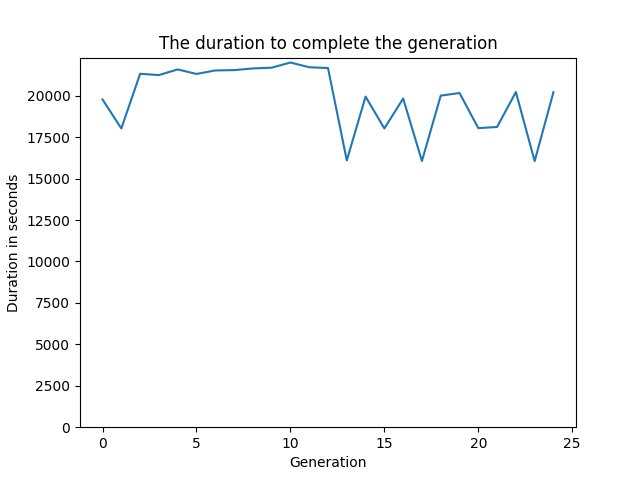 The duration to complete the generation
20000
17500
15000
12500
10000
7500
5000
2500
0
Duration in seconds
0 5 10 15 20 25
Generation